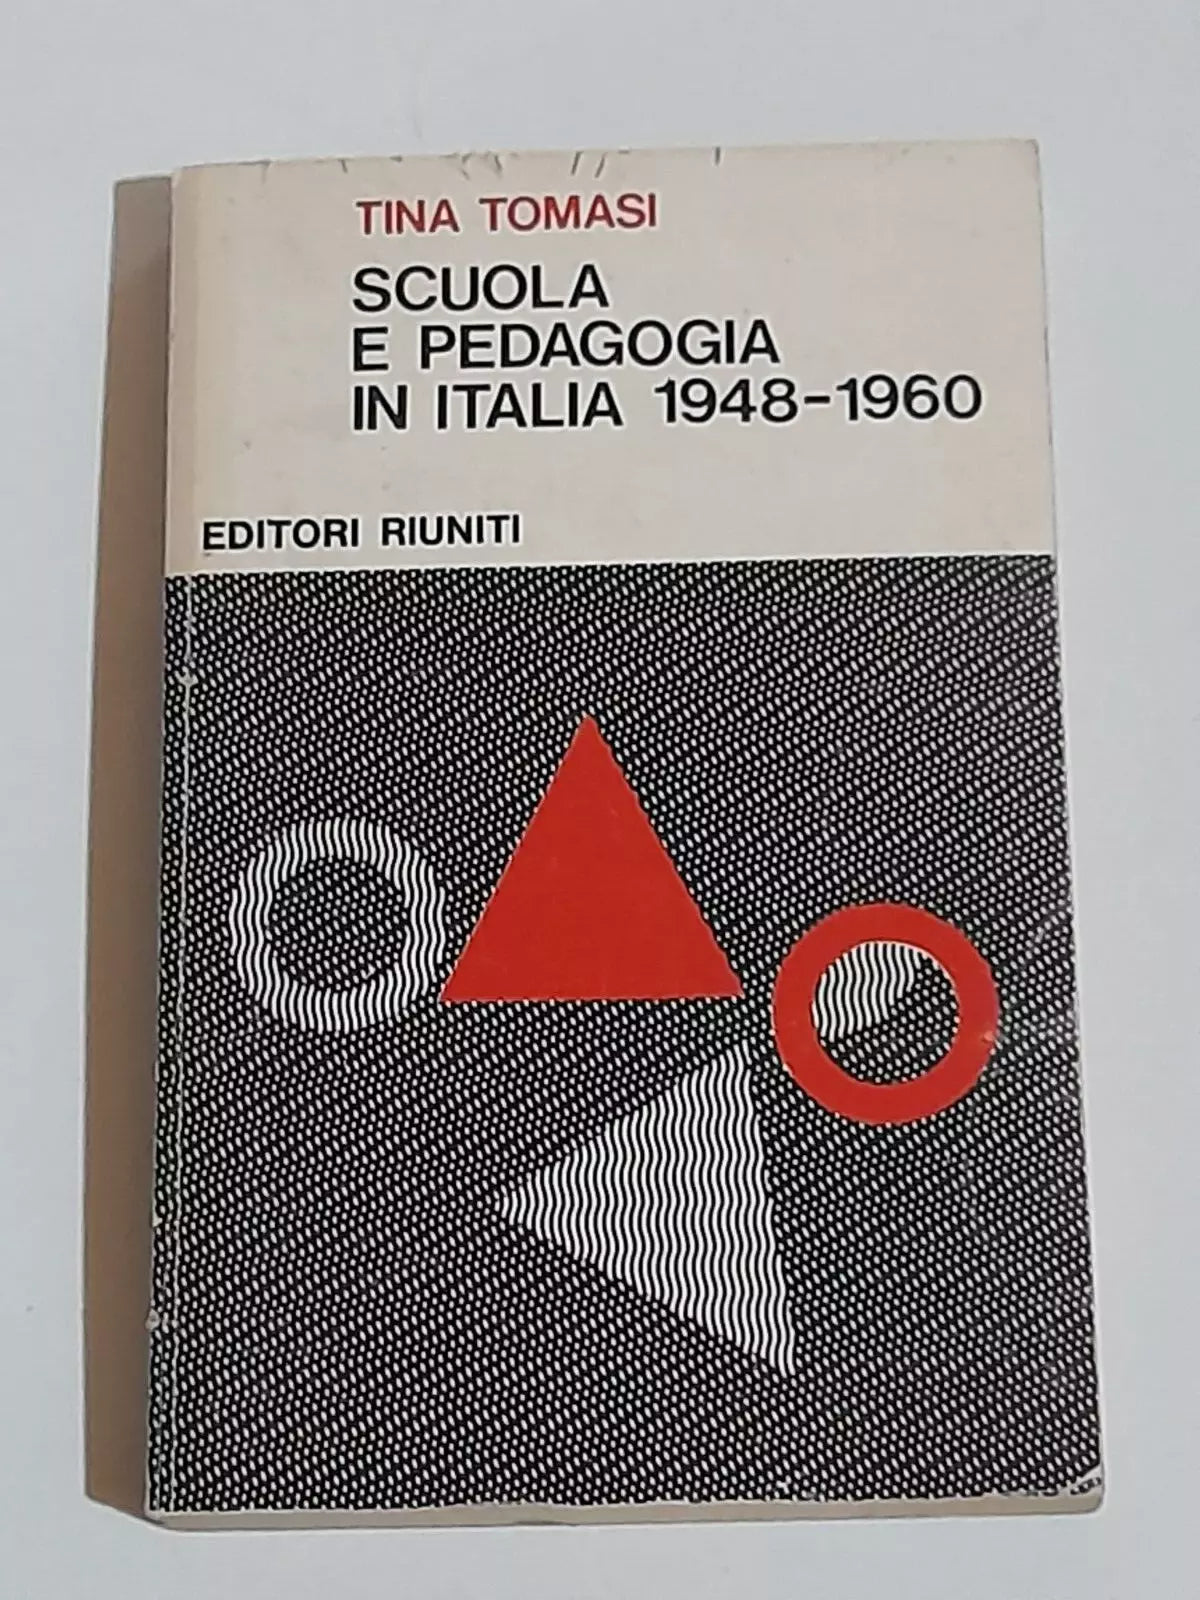 TINA TOMASI
SCUOLA
E PEDAGOGIA
IN ITALIA 1948-1960
EDITORI RIUNITI